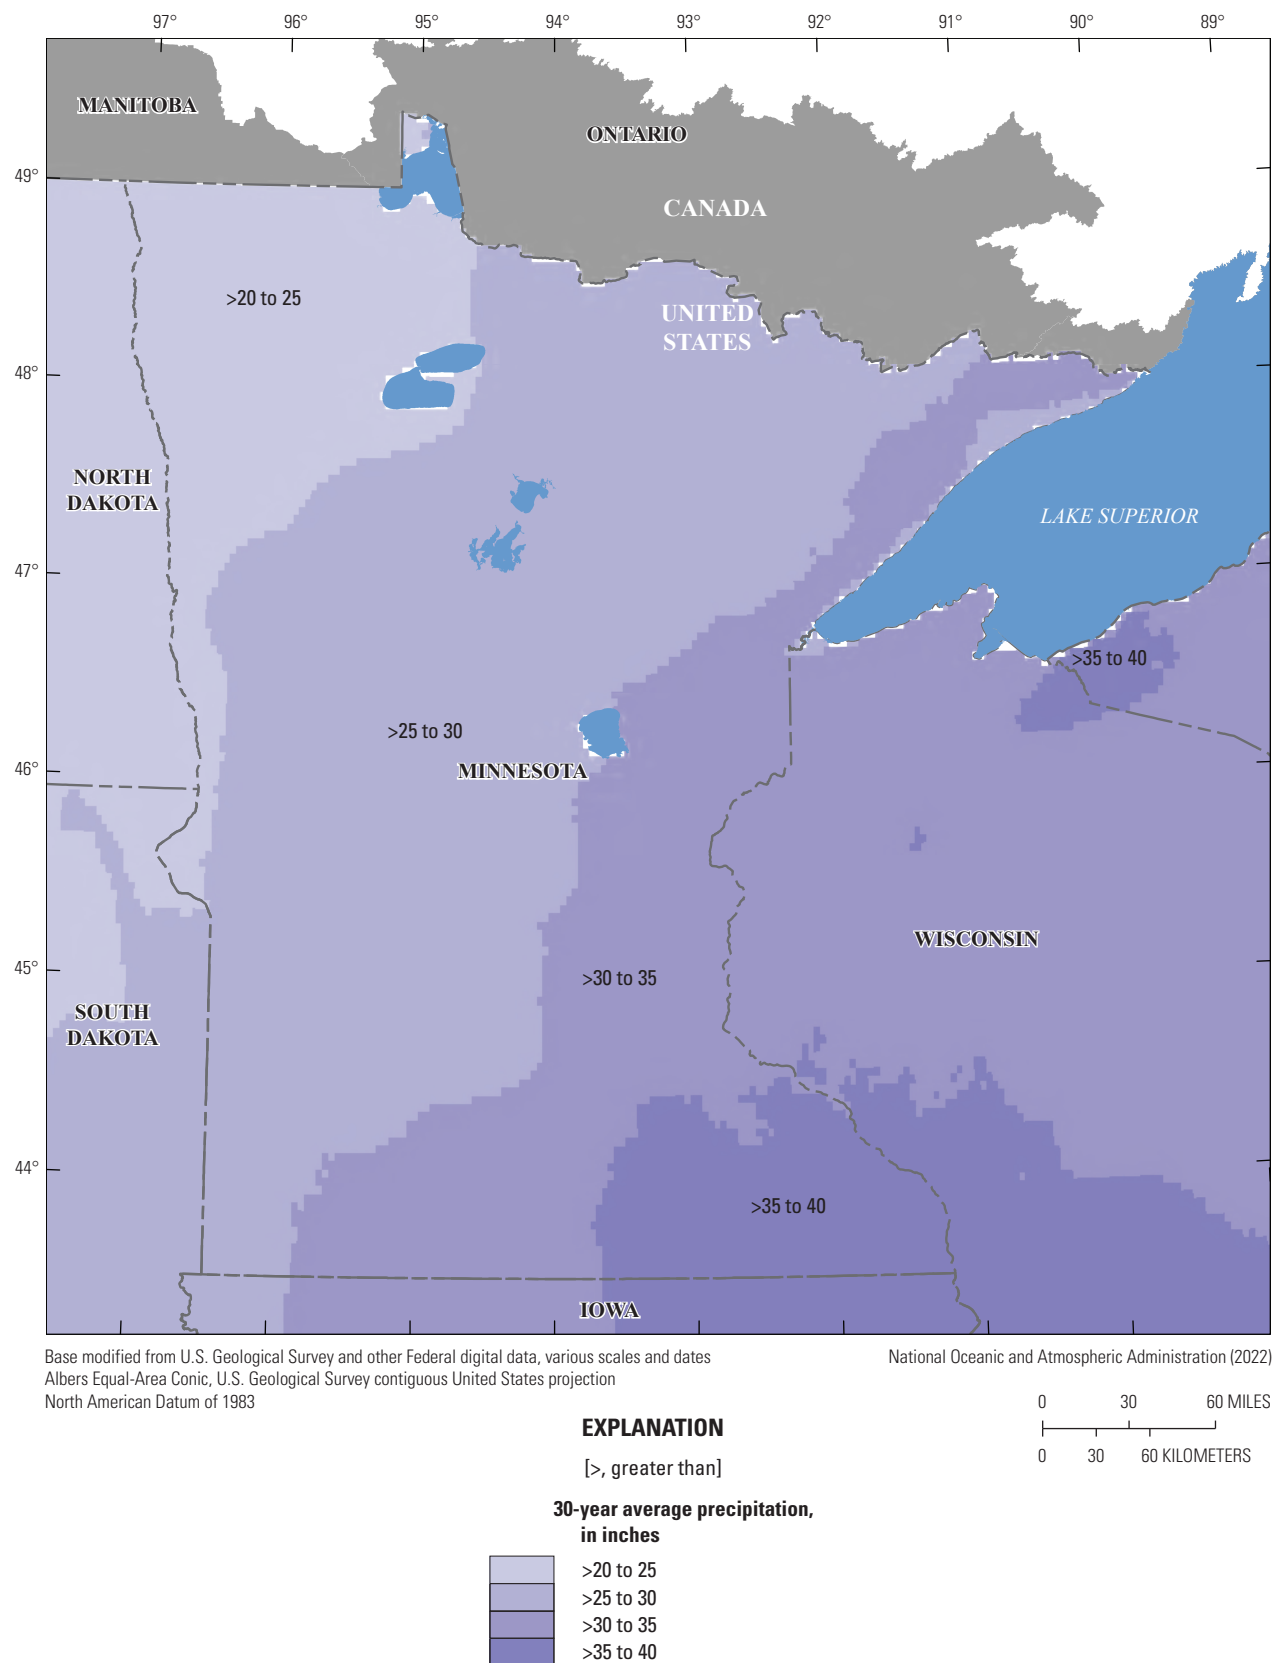 97° 96° 95° 94° 93° 92° 91° 90° 89°
MANITOBA
ONTARIO
49°
CANADA
>20 to 25
UNITED
STATES
48°
NORTH
DAKOTA
LAKE SUPERIOR
47°
>35 to 40
>25 to 30
46°
MINNESOTA
WISCONSIN
45°
>30 to 35
SOUTH
DAKOTA
44°
>35 to 40
IOWA
Base modified from U.S. Geological Survey and other Federal digital data, various scales and dates
Albers Equal-Area Conic, U.S. Geological Survey contiguous United States projection
North American Datum of 1983
National Oceanic and Atmospheric Administration (2022)
0 30 60 MILES
0 30 60 KILOMETERS
EXPLANATION
[>, greater than]
30-year average precipitation,
in inches
>20 to 25
>25 to 30
>30 to 35
>35 to 40